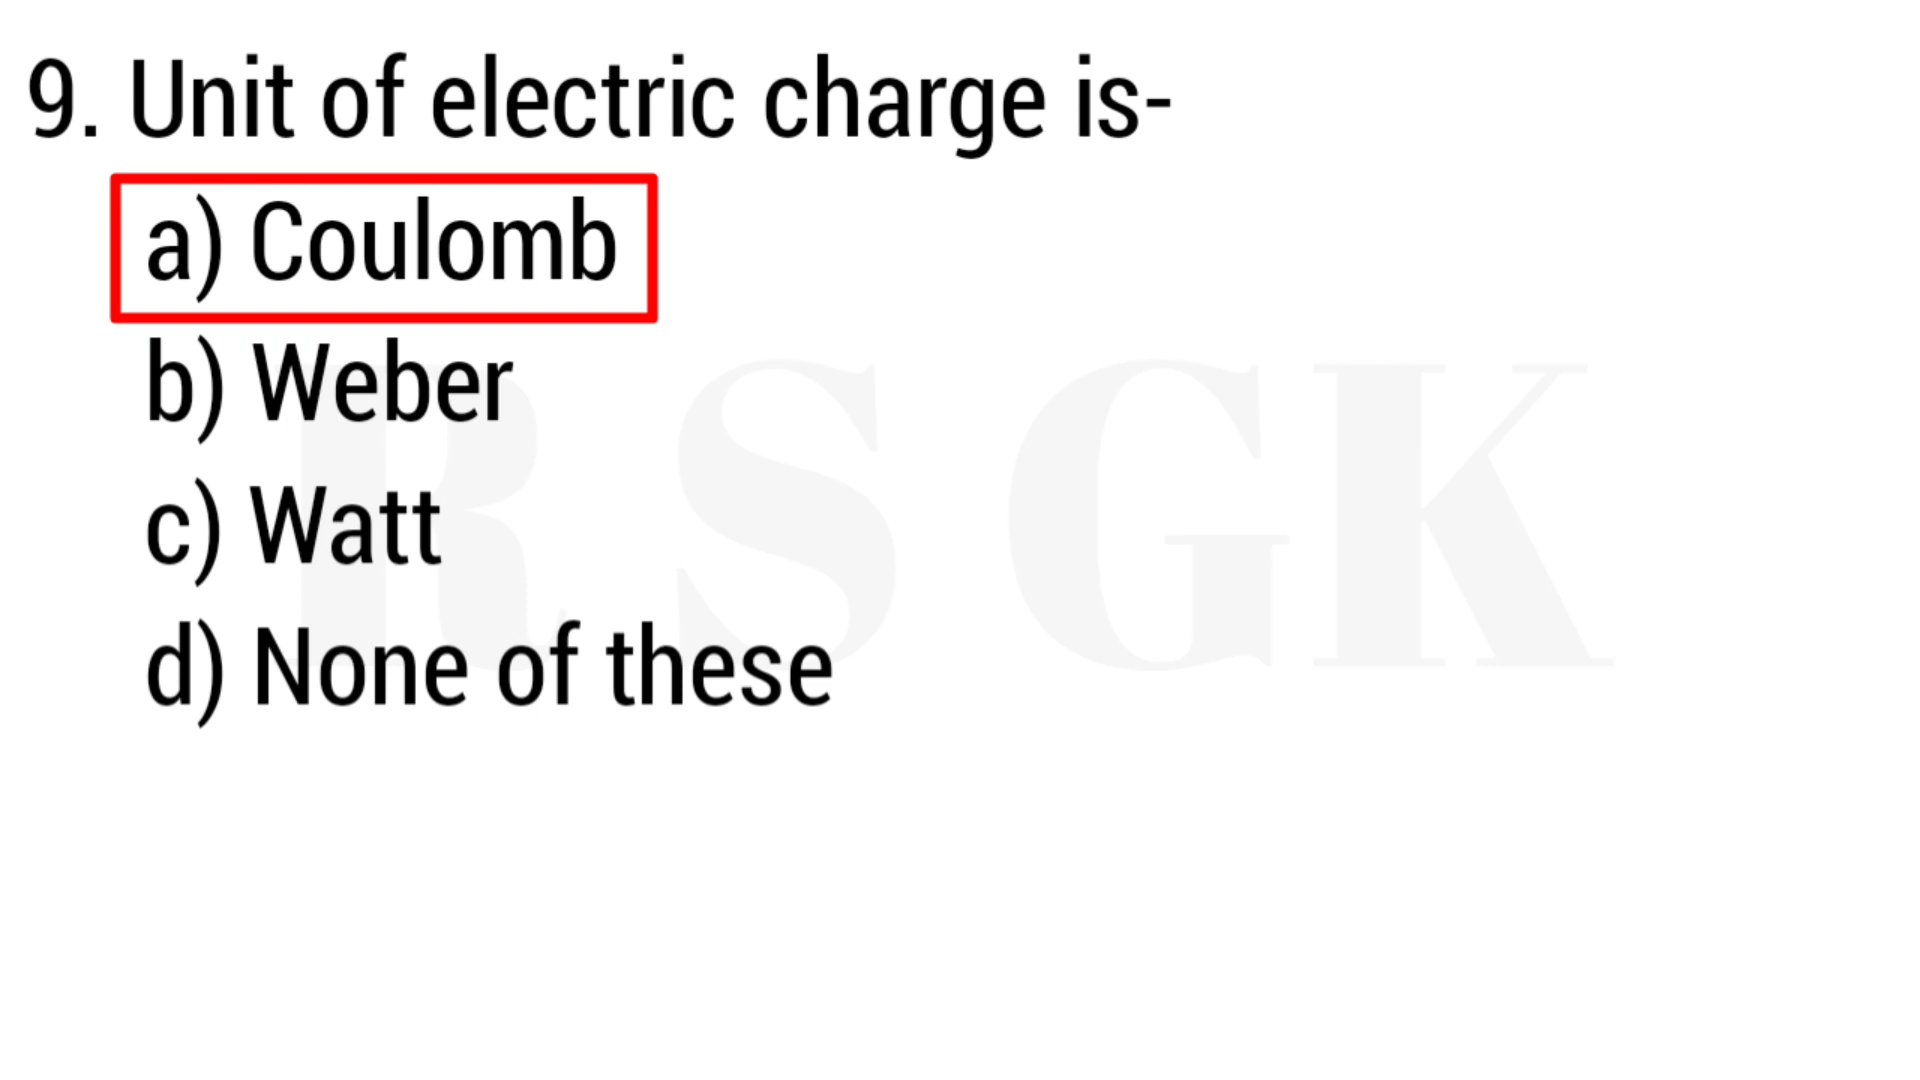 9. Unit of electric charge is-
a) Coulomb
b) Weber
c) Watt
d) None of these
R S GK